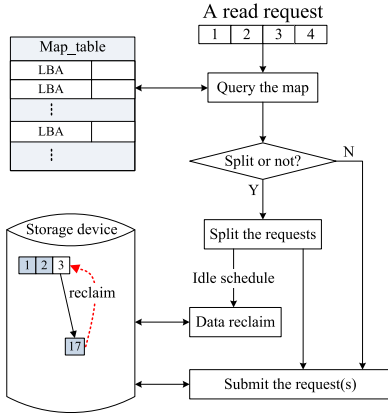 A read request
1 2 3 4
Map_table
LBA
LBA
LBA
Query the map
Split or not?
N
Y
Split the requests
Storage device
1 2 3
reclaim
17
Idle schedule
Data reclaim
Submit the request(s)